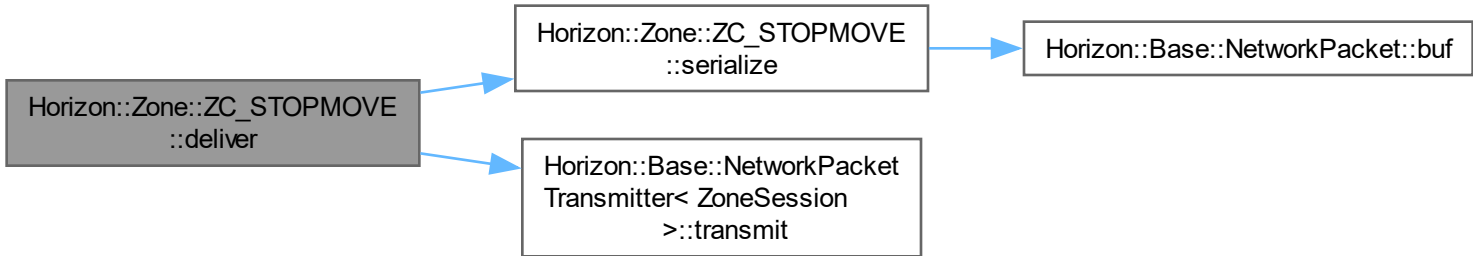 Horizon::Zone::ZC_STOPMOVE
::deliver
Horizon::Zone::ZC_STOPMOVE
::serialize
Horizon::Base::NetworkPacket::buf
Horizon::Base::NetworkPacket
Transmitter< ZoneSession
>::transmit